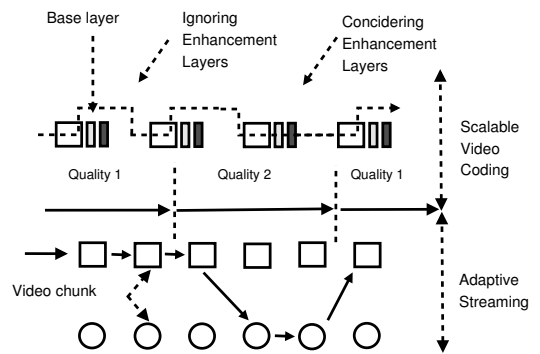 Base layer
Ignoring
Enhancement
Layers
Concidering
Enhancement
Layers
Scalable
Video
Coding
Quality 1
Quality 2
Quality 1
Video chunk
Adaptive
Streaming